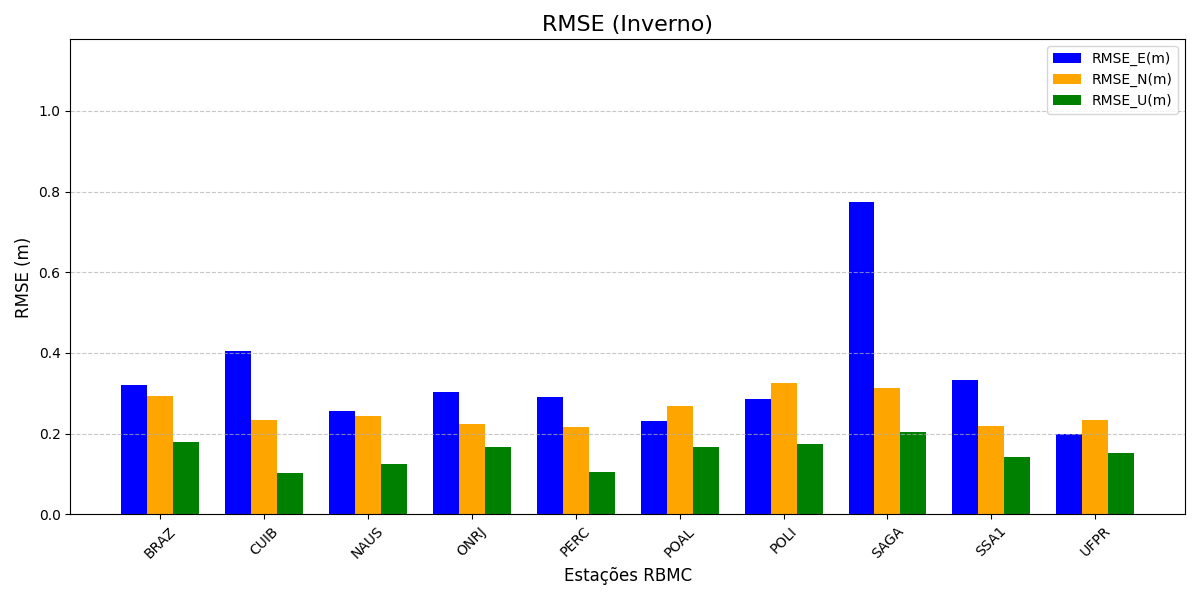 RMSE (Inverno)
RMSE_E(m)
RMSE_N(m)
RMSE_U(m)
RMSE (m)
1.0
0.8
0.6
0.4
0.2
0.0
BRAZ
CUIB
NAUS
ONRJ
PERC
POAL
POLI
SAGA
SSA1
UFPR
Estações RBMC